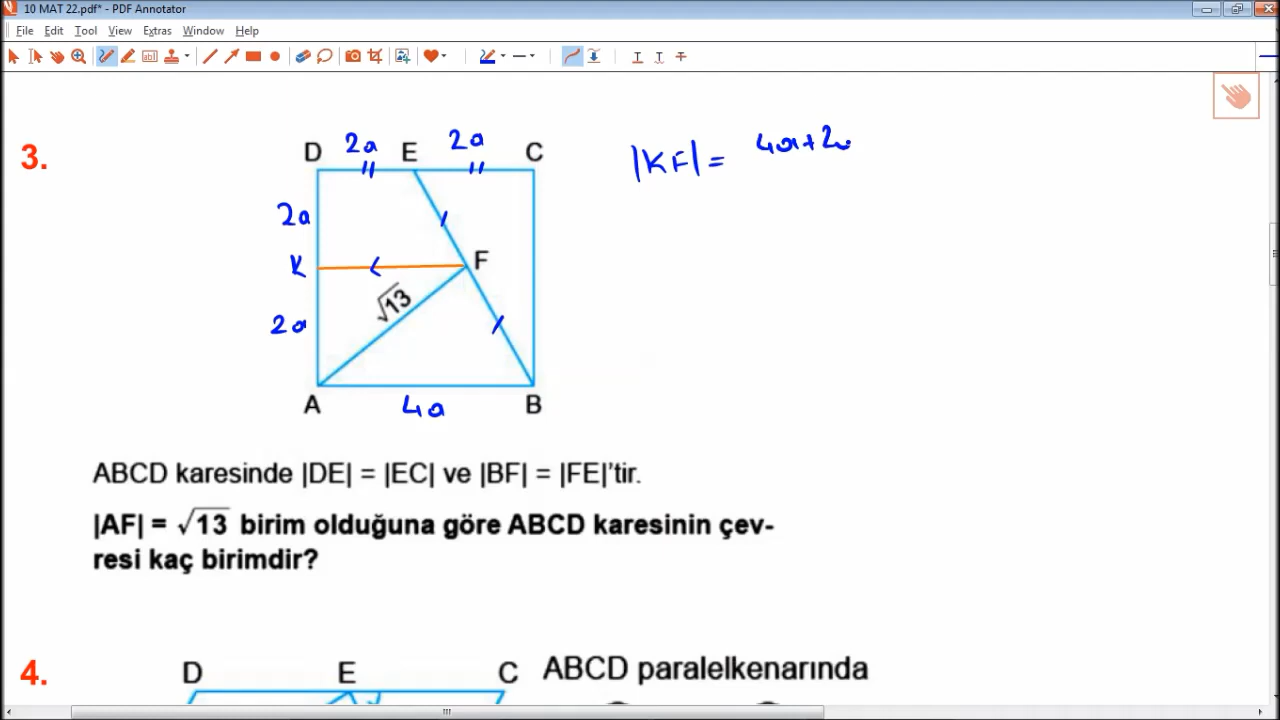 10 MAT 22.pdf* - PDF Annotator
File Edit Tool View Extras Window Help
3.
2a 2a
D E C
|KF| = 4a+2a
2a
K F
√13
2a
A B
4a
ABCD karesinde |DE| = |EC| ve |BF| = |FE|'tir.
|AF| = √13 birim olduğuna göre ABCD karesinin çev-
resi kaç birimdir?
4.
D E C
ABCD paralelkenarında